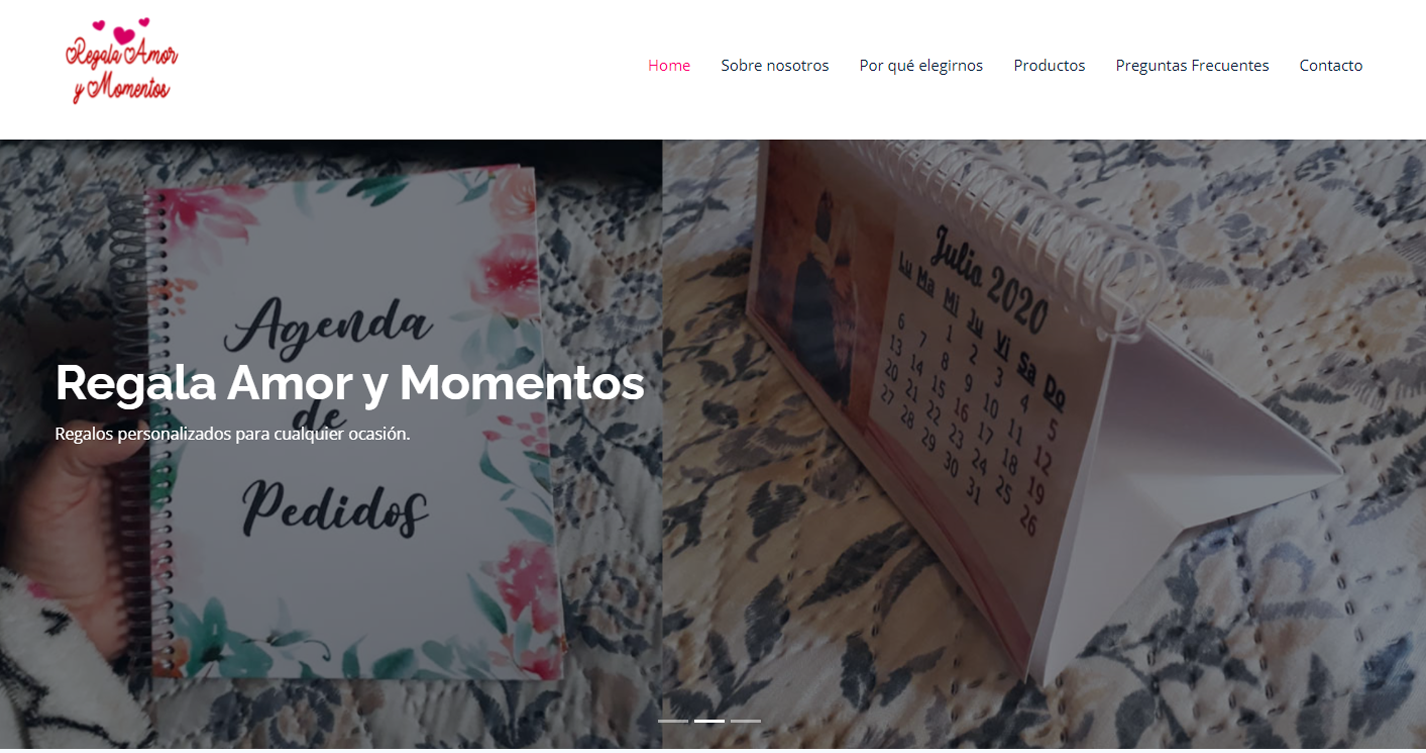 Regala Amor
y Momentos
Home
Sobre nosotros
Por qué elegirnos
Productos
Preguntas Frecuentes
Contacto
Agenda
de
Pedidos
Regala Amor y Momentos
Regalos personalizados para cualquier ocasión.
Julio 2020
Lu Ma Mi Ju Vi Sa Do
1 2 3 4 5
6 7 8 9 10 11 12
13 14 15 16 17 18 19
20 21 22 23 24 25 26
27 28 29 30 31